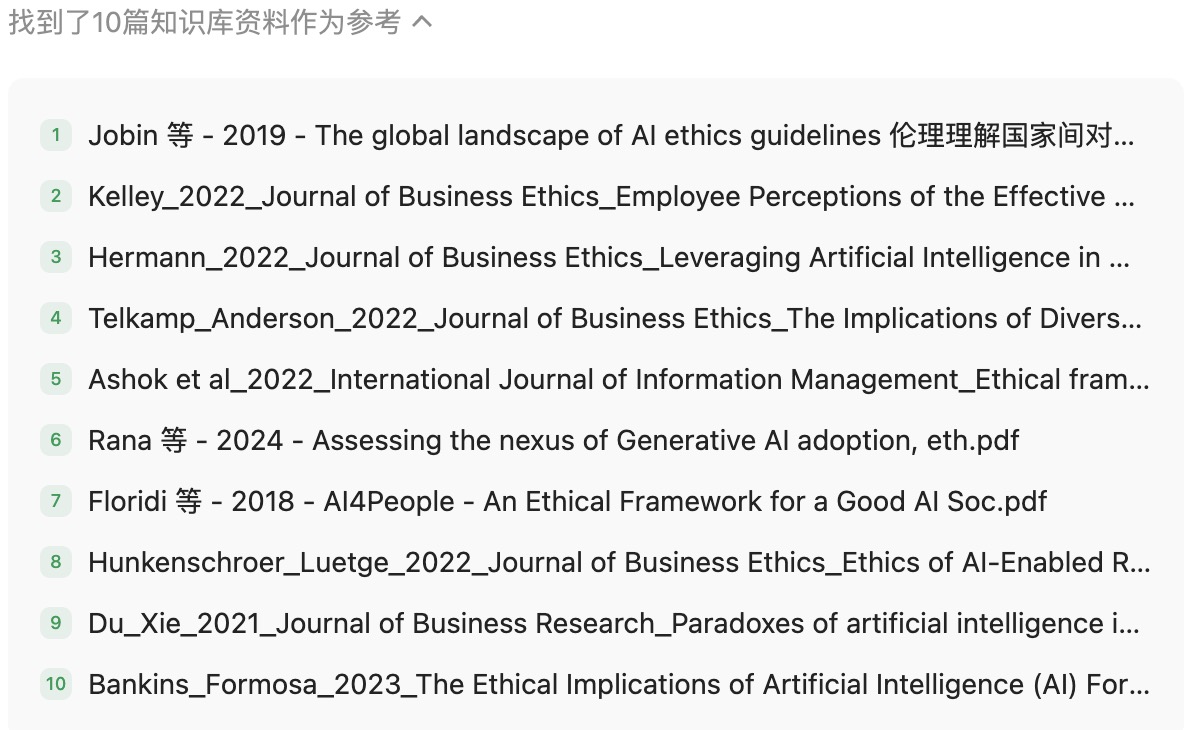 找到了10篇知识库资料作为参考
1 Jobin 等 - 2019 - The global landscape of AI ethics guidelines 伦理理解国家间对...
2 Kelley_2022_Journal of Business Ethics_Employee Perceptions of the Effective ...
3 Hermann_2022_Journal of Business Ethics_Leveraging Artificial Intelligence in ...
4 Telkamp_Anderson_2022_Journal of Business Ethics_The Implications of Divers...
5 Ashok et al_2022_International Journal of Information Management_Ethical fram...
6 Rana 等 - 2024 - Assessing the nexus of Generative AI adoption, eth.pdf
7 Floridi 等 - 2018 - AI4People - An Ethical Framework for a Good AI Soc.pdf
8 Hunkenschroer_Luetge_2022_Journal of Business Ethics_Ethics of AI-Enabled R...
9 Du_Xie_2021_Journal of Business Research_Paradoxes of artificial intelligence i...
10 Bankins_Formosa_2023_The Ethical Implications of Artificial Intelligence (AI) For...